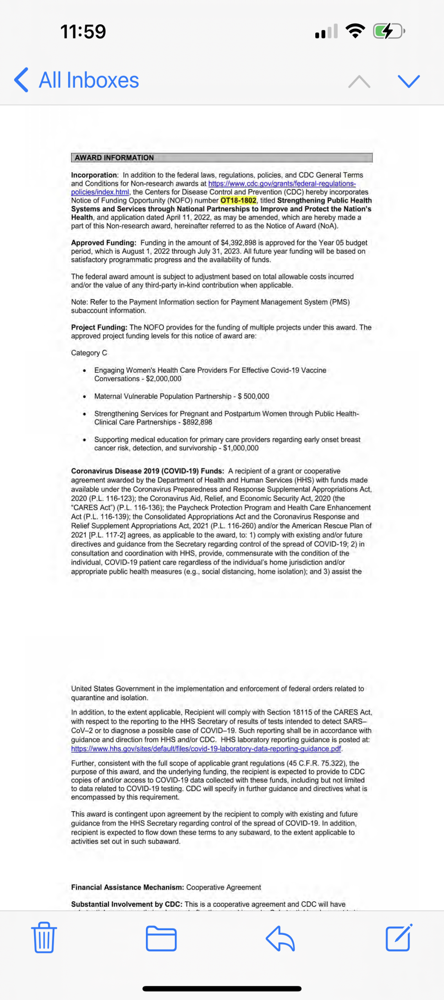 11:59
All Inboxes
AWARD INFORMATION
Incorporation: In addition to the federal laws, regulations, policies, and CDC General Terms
and Conditions for Non-research awards at https://www.cdc.gov/grants/federal-regulations-
policies/index.html, the Centers for Disease Control and Prevention (CDC) hereby incorporates
Notice of Funding Opportunity (NOFO) number OT18-1802, titled Strengthening Public Health
Systems and Services through National Partnerships to Improve and Protect the Nation's
Health, and application dated April 11, 2022, as may be amended, which are hereby made a
part of this Non-research award, hereinafter referred to as the Notice of Award (NoA).
Approved Funding: Funding in the amount of $4,392,898 is approved for the Year 05 budget
period, which is August 1, 2022 through July 31, 2023. All future year funding will be based on
satisfactory programmatic progress and the availability of funds.
The federal award amount is subject to adjustment based on total allowable costs incurred
and/or the value of any third-party in-kind contribution when applicable.
Note: Refer to the Payment Information section for Payment Management System (PMS)
subaccount information.
Project Funding: The NOFO provides for the funding of multiple projects under this award. The
approved project funding levels for this notice of award are:
Category C
• Engaging Women's Health Care Providers For Effective Covid-19 Vaccine
Conversations - $2,000,000
• Maternal Vulnerable Population Partnership - $ 500,000
• Strengthening Services for Pregnant and Postpartum Women through Public Health-
Clinical Care Partnerships - $892,898
• Supporting medical education for primary care providers regarding early onset breast
cancer risk, detection, and survivorship - $1,000,000
Coronavirus Disease 2019 (COVID-19) Funds: A recipient of a grant or cooperative
agreement awarded by the Department of Health and Human Services (HHS) with funds made
available under the Coronavirus Preparedness and Response Supplemental Appropriations Act,
2020 (P.L. 116-123); the Coronavirus Aid, Relief, and Economic Security Act, 2020 (the
“CARES Act”) (P.L. 116-136); the Paycheck Protection Program and Health Care Enhancement
Act (P.L. 116-139); the Consolidated Appropriations Act and the Coronavirus Response and
Relief Supplement Appropriations Act, 2021 (P.L. 116-260) and/or the American Rescue Plan of
2021 [P.L. 117-2] agrees, as applicable to the award, to: 1) comply with existing and/or future
directives and guidance from the Secretary regarding control of the spread of COVID-19; 2) in
consultation and coordination with HHS, provide, commensurate with the condition of the
individual, COVID-19 patient care regardless of the individual's home jurisdiction and/or
appropriate public health measures (e.g., social distancing, home isolation); and 3) assist the
United States Government in the implementation and enforcement of federal orders related to
quarantine and isolation.
In addition, to the extent applicable, Recipient will comply with Section 18115 of the CARES Act,
with respect to the reporting to the HHS Secretary of results of tests intended to detect SARS–
CoV–2 or to diagnose a possible case of COVID–19. Such reporting shall be in accordance with
guidance and direction from HHS and/or CDC. HHS laboratory reporting guidance is posted at:
https://www.hhs.gov/sites/default/files/covid-19-laboratory-data-reporting-guidance.pdf.
Further, consistent with the full scope of applicable grant regulations (45 C.F.R. 75.322), the
purpose of this award, and the underlying funding, the recipient is expected to provide to CDC
copies of and/or access to COVID-19 data collected with these funds, including but not limited
to data related to COVID-19 testing. CDC will specify in further guidance and directives what is
encompassed by this requirement.
This award is contingent upon agreement by the recipient to comply with existing and future
guidance from the HHS Secretary regarding control of the spread of COVID-19. In addition,
recipient is expected to flow down these terms to any subaward, to the extent applicable to
activities set out in such subaward.
Financial Assistance Mechanism: Cooperative Agreement
Substantial Involvement by CDC: This is a cooperative agreement and CDC will have